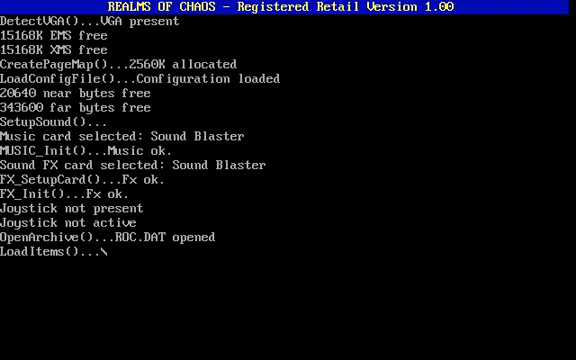 REALMS OF CHAOS - Registered Retail Version 1.00
DetectVGA()...VGA present
15168K EMS free
15168K XMS free
CreatePageMap()...2560K allocated
LoadConfigFile()...Configuration loaded
20640 near bytes free
343600 far bytes free
SetupSound()...
Music card selected: Sound Blaster
MUSIC_Init()...Music ok.
Sound FX card selected: Sound Blaster
FX_SetupCard()...Fx ok.
FX_Init()...Fx ok.
Joystick not present
Joystick not active
OpenArchive()...ROC.DAT opened
LoadItems()...\